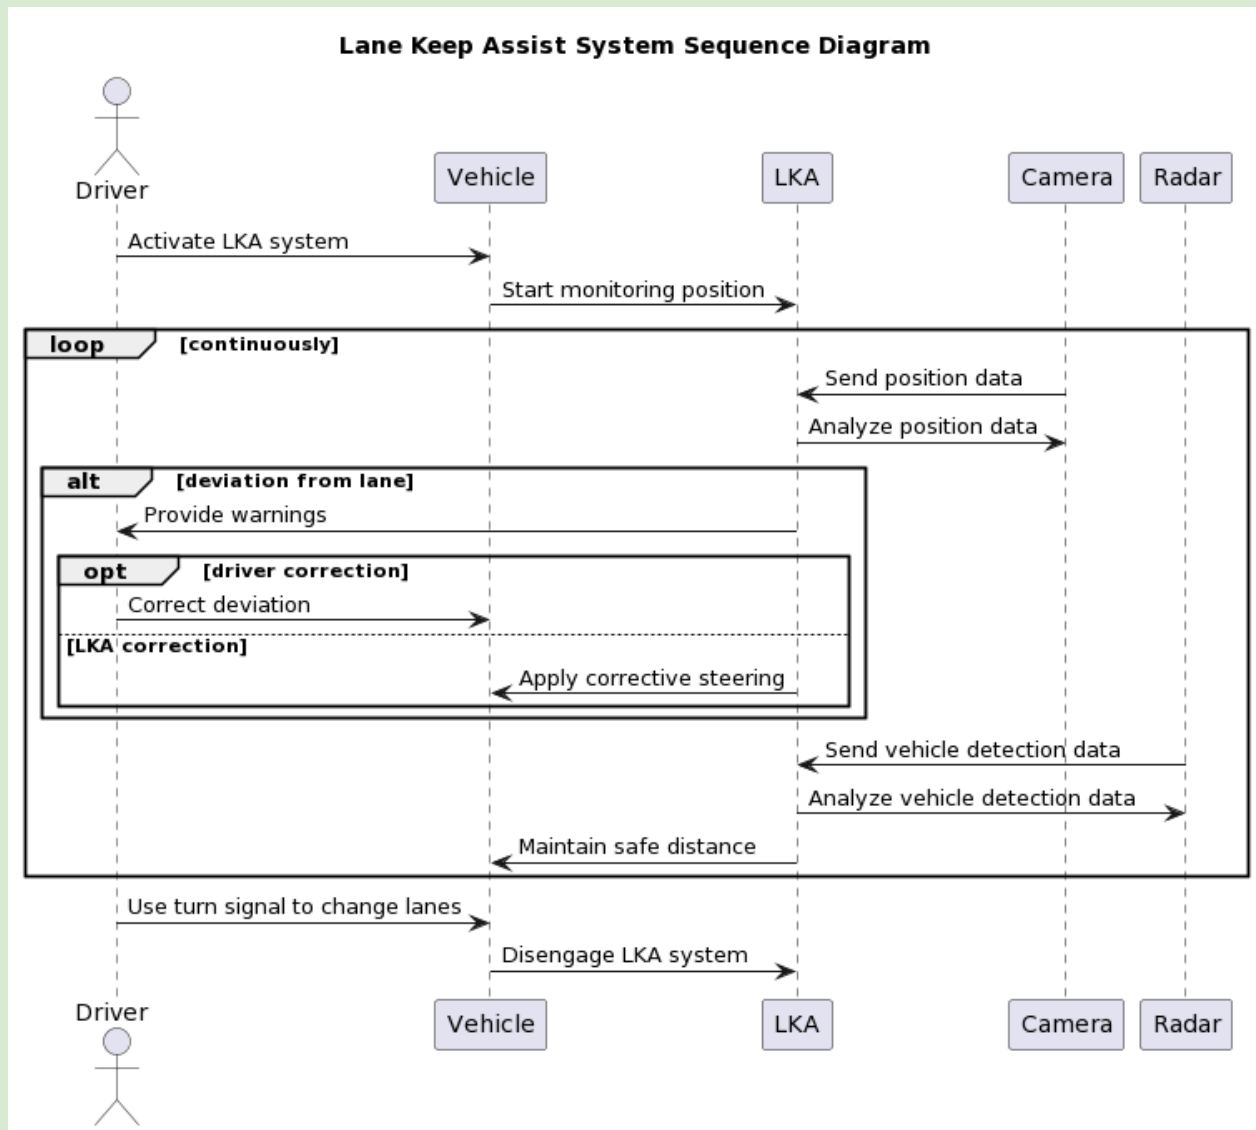 Lane Keep Assist System Sequence Diagram
Driver
Vehicle
LKA
Camera
Radar
Activate LKA system
Start monitoring position
loop
[continuously]
Send position data
Analyze position data
alt
[deviation from lane]
Provide warnings
opt
[driver correction]
Correct deviation
[LKA correction]
Apply corrective steering
Send vehicle detection data
Analyze vehicle detection data
Maintain safe distance
Use turn signal to change lanes
Disengage LKA system
Driver
Vehicle
LKA
Camera
Radar